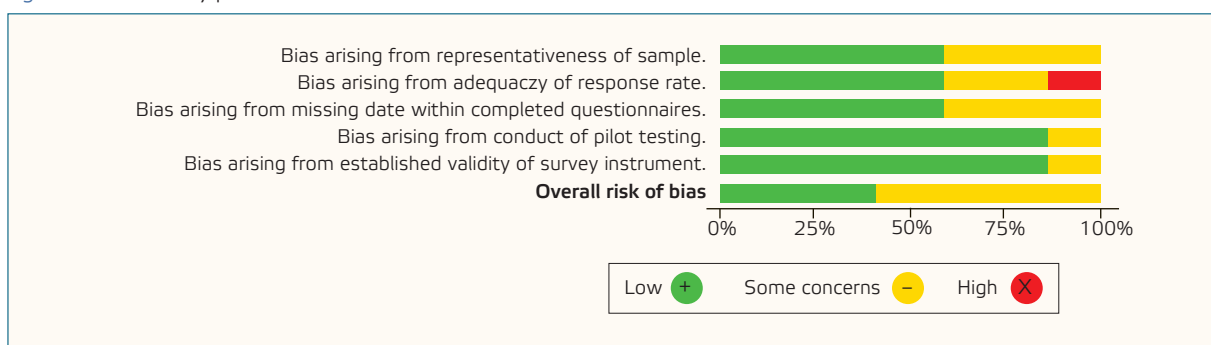 Bias arising from representativeness of sample.
Bias arising from adequaczy of response rate.
Bias arising from missing date within completed questionnaires.
Bias arising from conduct of pilot testing.
Bias arising from established validity of survey instrument.
Overall risk of bias
0% 25% 50% 75% 100%
Low + Some concerns – High X